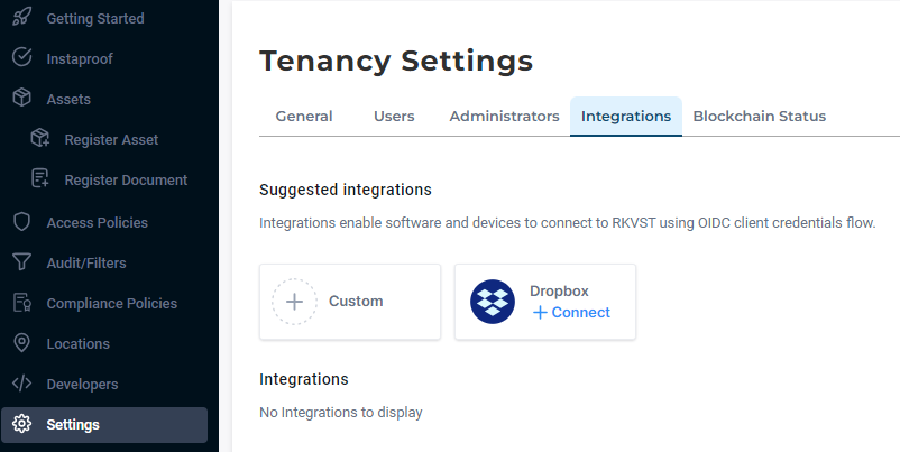 Getting Started
Instaproof
Assets
Register Asset
Register Document
Access Policies
Audit/Filters
Compliance Policies
Locations
Developers
Settings
Tenancy Settings
General Users Administrators Integrations Blockchain Status
Suggested integrations
Integrations enable software and devices to connect to RKVST using OIDC client credentials flow.
Custom
Dropbox
+ Connect
Integrations
No Integrations to display